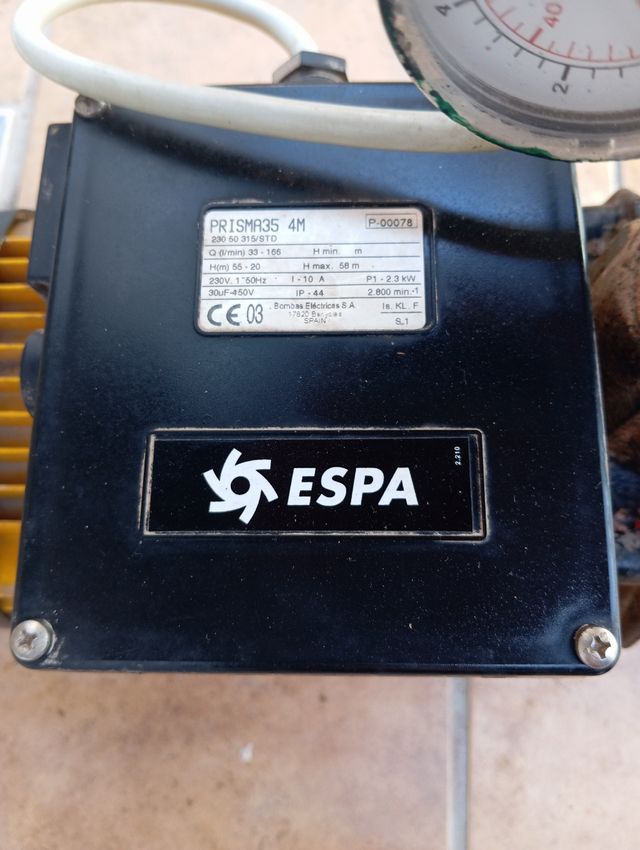 4
40
2
PRISMA35 4M
P-00078
230 50 315/STD
Q (l/min) 33 - 166 H min. m
H(m) 55 - 20 H max. 58 m
230V. 1~50Hz I - 10 A P1 - 2.3 kW
30uF-450V IP - 44 2.800 min.-1
CE 03 Bombas Eléctricas S.A. Is. KL. F
17820 Banyoles
SPAIN S.1
ESPA
2.210